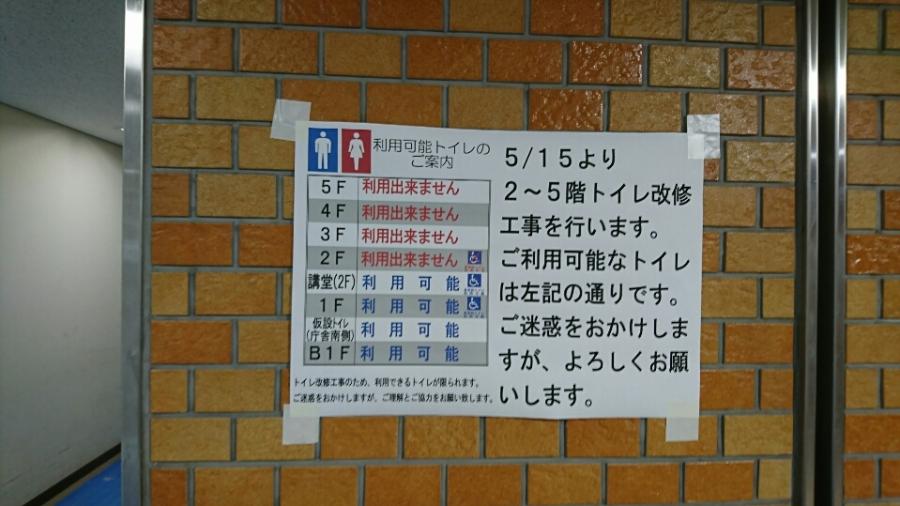 利用可能トイレの
ご案内
5F 利用出来ません
4F 利用出来ません
3F 利用出来ません
2F 利用出来ません
講堂(2F) 利用可能
1F 利用可能
仮設トイレ
(庁舎南側) 利用可能
B1F 利用可能
トイレ改修工事のため、利用できるトイレが限られます。
ご迷惑をおかけしますが、ご理解とご協力をお願い致します。
5/15より
2～5階トイレ改修
工事を行います。
ご利用可能なトイレ
は左記の通りです。
ご迷惑をおかけしま
すが、よろしくお願
いします。